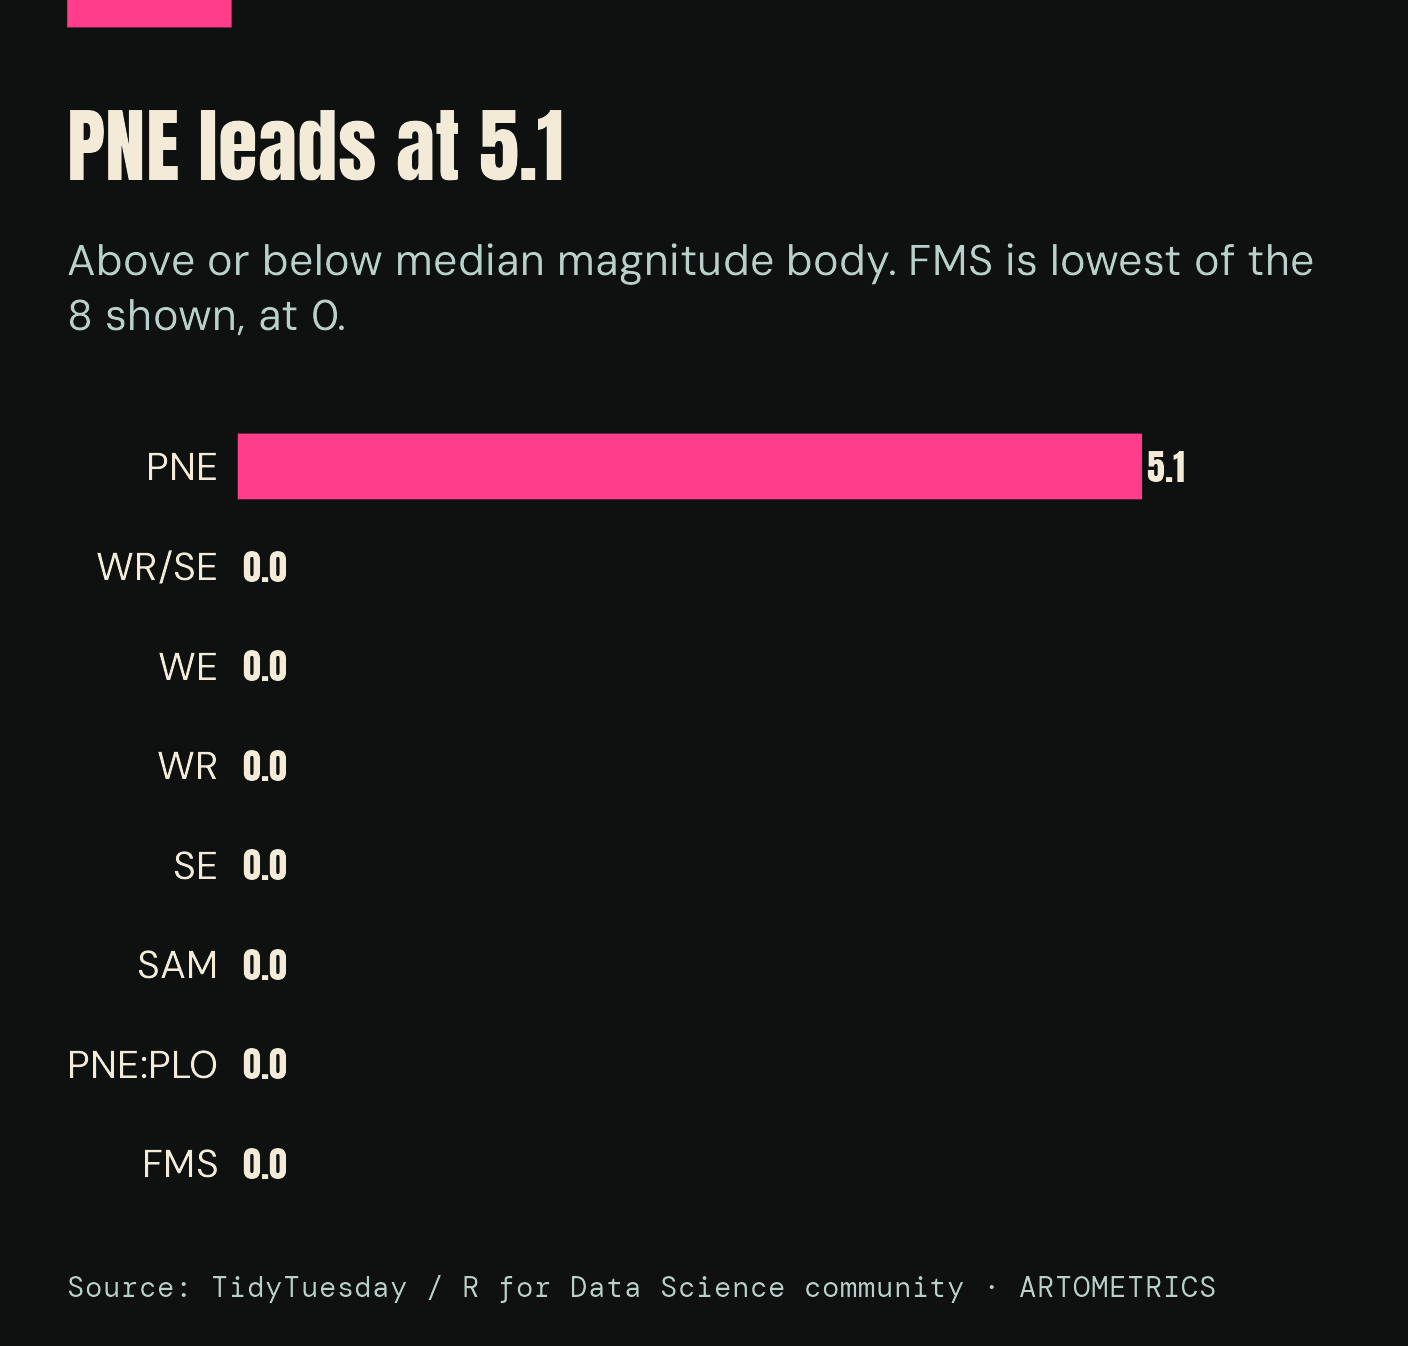 PNE leads at 5.1
Above or below median magnitude body. FMS is lowest of the
8 shown, at 0.
PNE 5.1
WR/SE 0.0
WE 0.0
WR 0.0
SE 0.0
SAM 0.0
PNE:PLO 0.0
FMS 0.0
Source: TidyTuesday / R for Data Science community · ARTOMETRICS